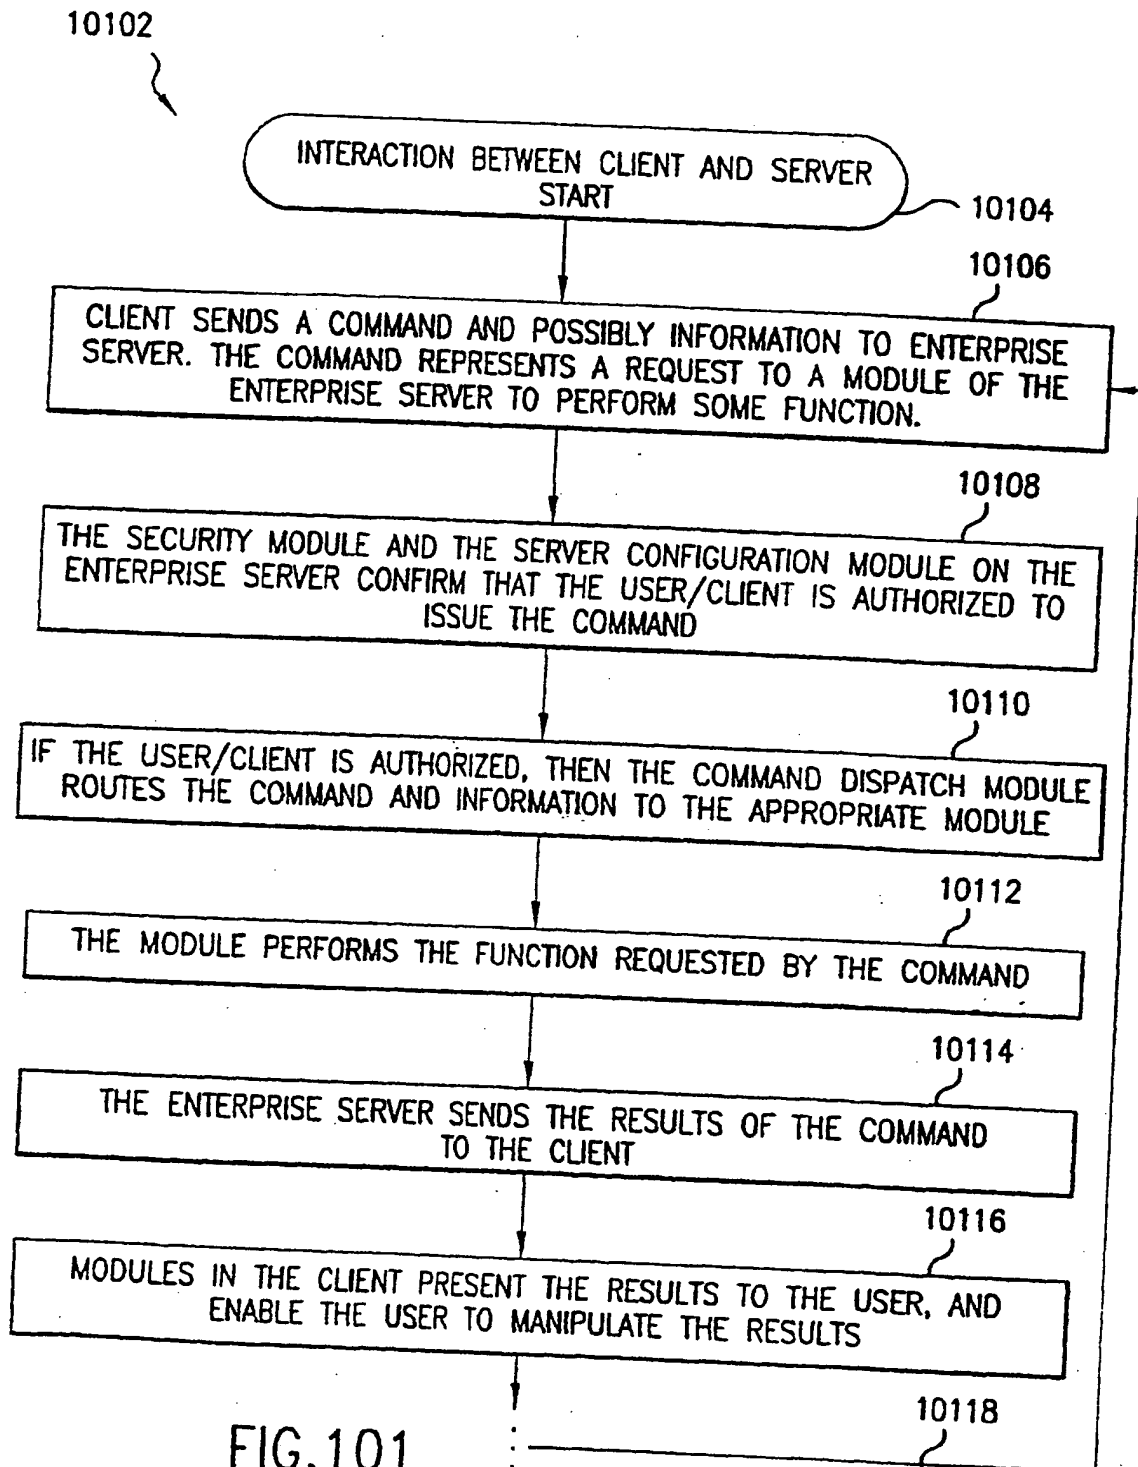 10102
INTERACTION BETWEEN CLIENT AND SERVER
START
10104
10106
CLIENT SENDS A COMMAND AND POSSIBLY INFORMATION TO ENTERPRISE
SERVER. THE COMMAND REPRESENTS A REQUEST TO A MODULE OF THE
ENTERPRISE SERVER TO PERFORM SOME FUNCTION.
10108
THE SECURITY MODULE AND THE SERVER CONFIGURATION MODULE ON THE
ENTERPRISE SERVER CONFIRM THAT THE USER/CLIENT IS AUTHORIZED TO
ISSUE THE COMMAND
10110
IF THE USER/CLIENT IS AUTHORIZED, THEN THE COMMAND DISPATCH MODULE
ROUTES THE COMMAND AND INFORMATION TO THE APPROPRIATE MODULE
10112
THE MODULE PERFORMS THE FUNCTION REQUESTED BY THE COMMAND
10114
THE ENTERPRISE SERVER SENDS THE RESULTS OF THE COMMAND
TO THE CLIENT
10116
MODULES IN THE CLIENT PRESENT THE RESULTS TO THE USER, AND
ENABLE THE USER TO MANIPULATE THE RESULTS
10118
FIG.101